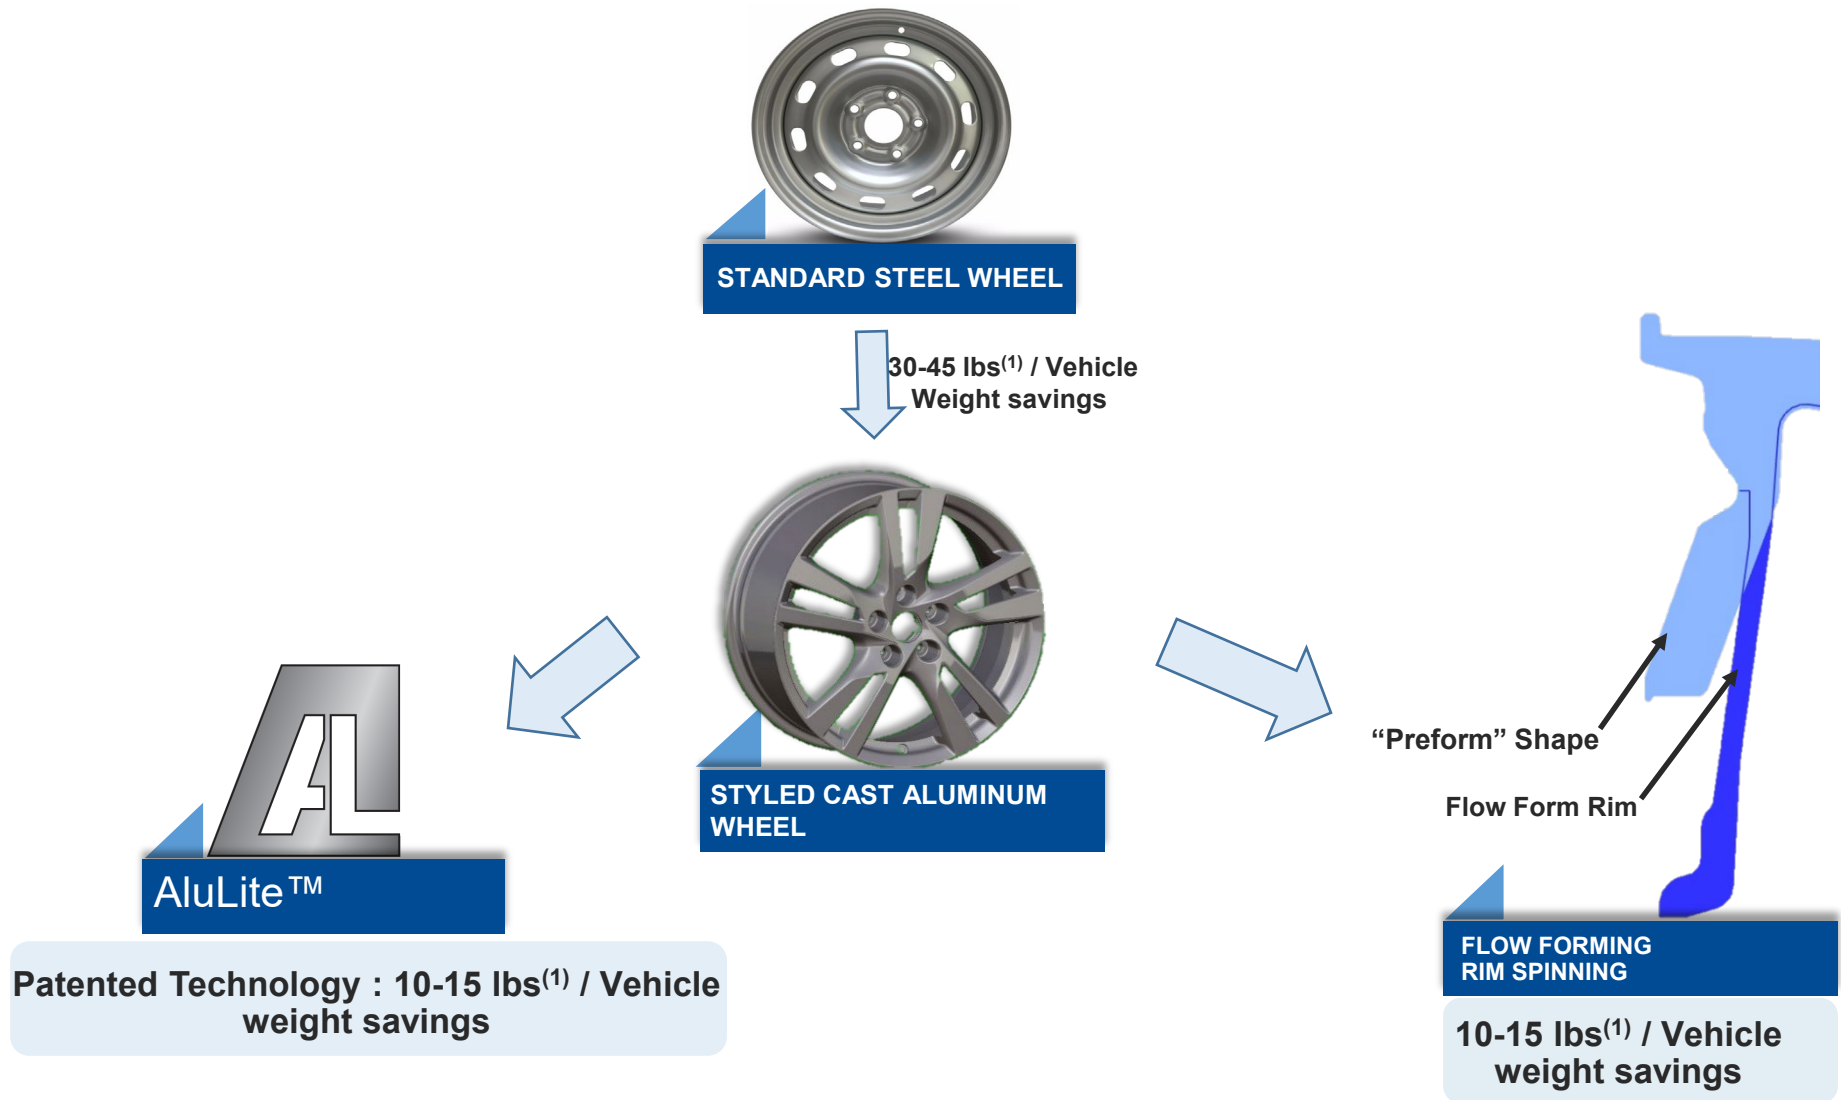 STANDARD STEEL WHEEL
30-45 lbs(1) / Vehicle
Weight savings
STYLED CAST ALUMINUM
WHEEL
AL
AluLite™
Patented Technology : 10-15 lbs(1) / Vehicle
weight savings
“Preform” Shape
Flow Form Rim
FLOW FORMING
RIM SPINNING
10-15 lbs(1) / Vehicle
weight savings